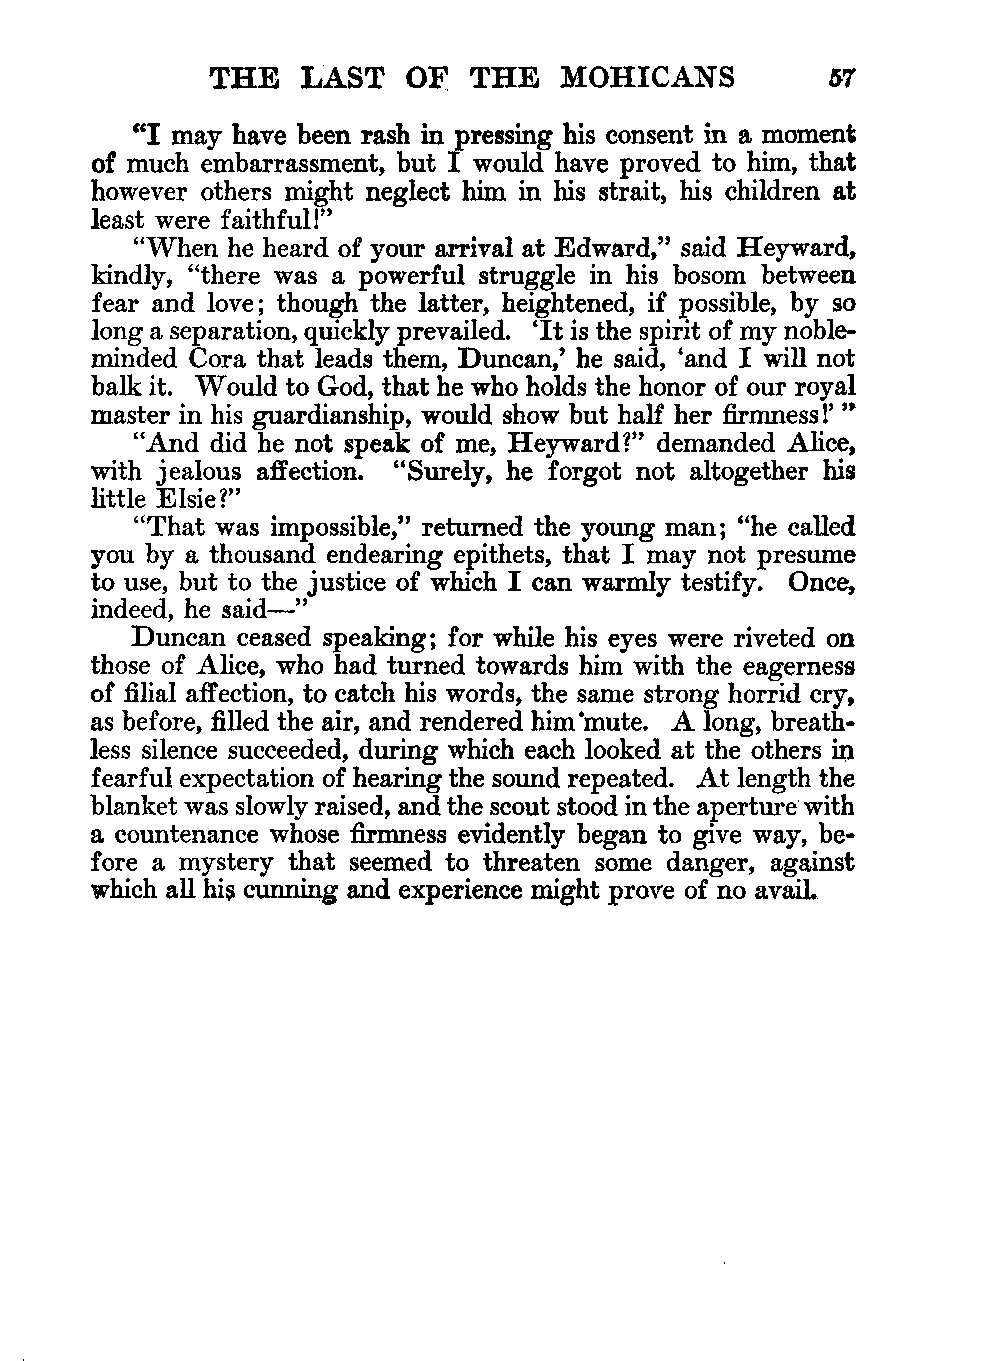 THE LAST OF THE MOHICANS 57
“I may have been rash in pressing his consent in a moment
of much embarrassment, but I would have proved to him, that
however others might neglect him in his strait, his children at
least were faithful!”
“When he heard of your arrival at Edward,” said Heyward,
kindly, “there was a powerful struggle in his bosom between
fear and love; though the latter, heightened, if possible, by so
long a separation, quickly prevailed. ‘It is the spirit of my noble-
minded Cora that leads them, Duncan,’ he said, ‘and I will not
balk it. Would to God, that he who holds the honor of our royal
master in his guardianship, would show but half her firmness!’ ”
“And did he not speak of me, Heyward?” demanded Alice,
with jealous affection. “Surely, he forgot not altogether his
little Elsie?”
“That was impossible,” returned the young man; “he called
you by a thousand endearing epithets, that I may not presume
to use, but to the justice of which I can warmly testify. Once,
indeed, he said—”
Duncan ceased speaking; for while his eyes were riveted on
those of Alice, who had turned towards him with the eagerness
of filial affection, to catch his words, the same strong horrid cry,
as before, filled the air, and rendered him mute. A long, breath-
less silence succeeded, during which each looked at the others in
fearful expectation of hearing the sound repeated. At length the
blanket was slowly raised, and the scout stood in the aperture with
a countenance whose firmness evidently began to give way, be-
fore a mystery that seemed to threaten some danger, against
which all his cunning and experience might prove of no avail.